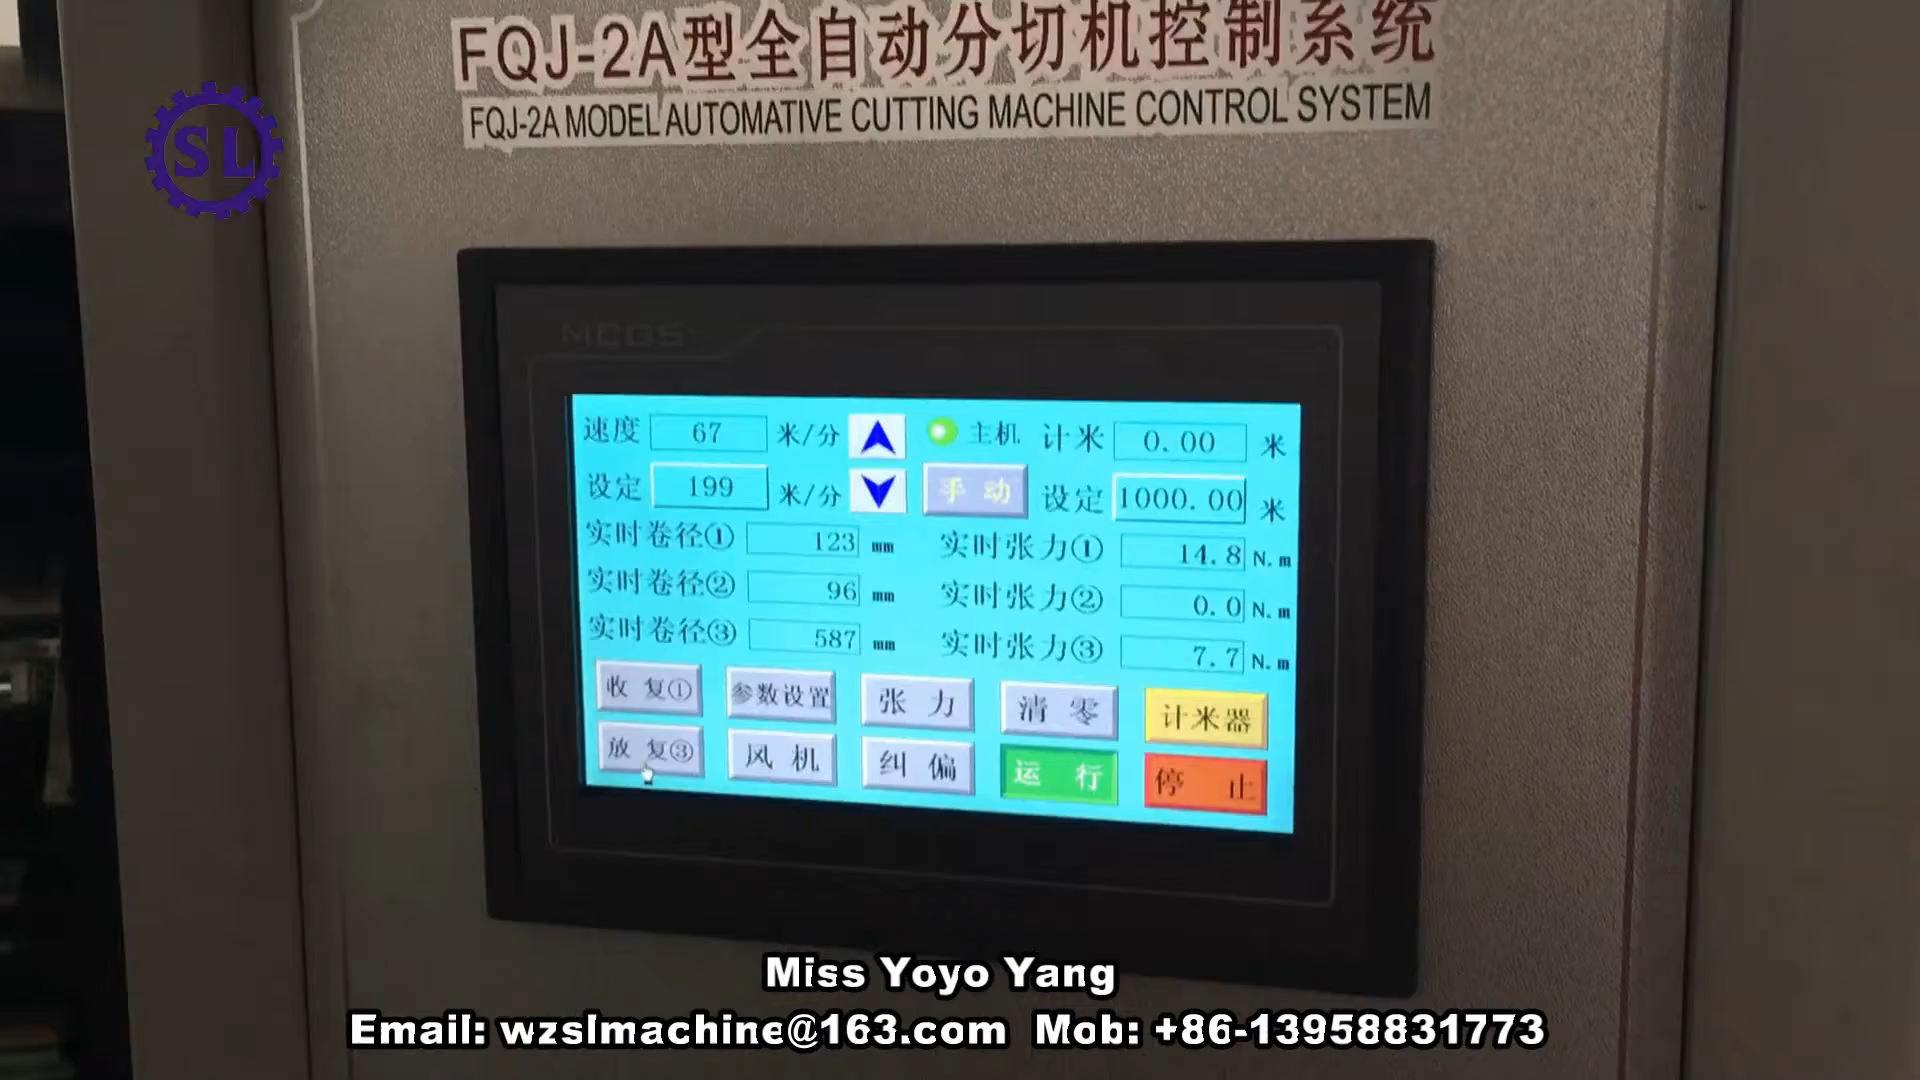 FQJ-2A型全自动分切机控制系统
FQJ-2A MODEL AUTOMATIVE CUTTING MACHINE CONTROL SYSTEM
SL
MCGS
速度 67 米/分 主机 计米 0.00 米
设定 199 米/分 手 动 设定 1000.00 米
实时卷径① 123 mm 实时张力① 14.8 N.m
实时卷径② 96 mm 实时张力② 0.0 N.m
实时卷径③ 587 mm 实时张力③ 7.7 N.m
收 复① 参数设置 张 力 清 零 计米器
放 复③ 风 机 纠 偏 运 行 停 止
Miss Yoyo Yang
Email: wzslmachine@163.com Mob: +86-13958831773